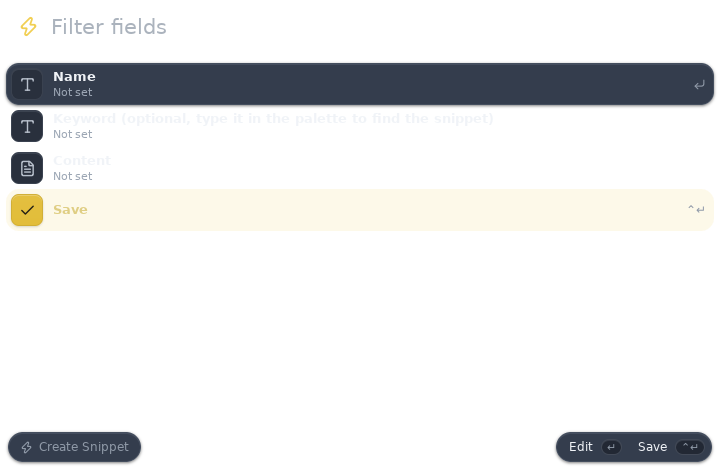 Filter fields
Name
Not set
Keyword (optional, type it in the palette to find the snippet)
Not set
Content
Not set
Save
⌃↵
Create Snippet
Edit ↵ Save ⌃↵